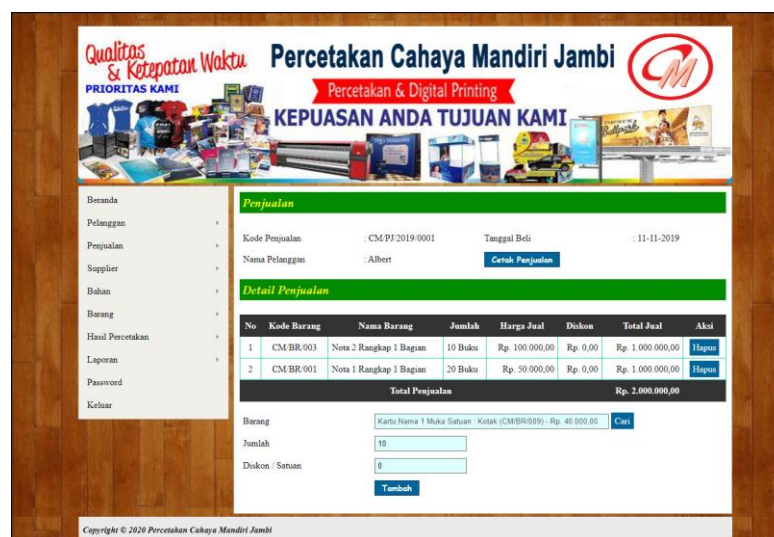 Qualitas
& Ketepatan Waktu
PRIORITAS KAMI
Percetakan Cahaya Mandiri Jambi
Percetakan & Digital Printing
KEPUASAN ANDA TUJUAN KAMI
CM
Ballpark
Beranda
Pelanggan
Penjualan
Supplier
Bahan
Barang
Hasil Percetakan
Laporan
Password
Keluar
Penjualan
Kode Penjualan : CM/PJ/2019/0001 Tanggal Beli : 11-11-2019
Nama Pelanggan : Albert Cetak Penjualan
Detail Penjualan
No Kode Barang Nama Barang Jumlah Harga Jual Diskon Total Jual Aksi
1 CM/BR/003 Nota 2 Rangkap 1 Bagian 10 Buku Rp. 100.000,00 Rp. 0,00 Rp. 1.000.000,00 Hapus
2 CM/BR/001 Nota 1 Rangkap 1 Bagian 20 Buku Rp. 50.000,00 Rp. 0,00 Rp. 1.000.000,00 Hapus
Total Penjualan Rp. 2.000.000,00
Barang Kartu Nama 1 Muka Satuan : Kotak (CM/BR/009) - Rp. 40.000,00 Cari
Jumlah 10
Diskon / Satuan 0
Tambah
Copyright © 2020 Percetakan Cahaya Mandiri Jambi